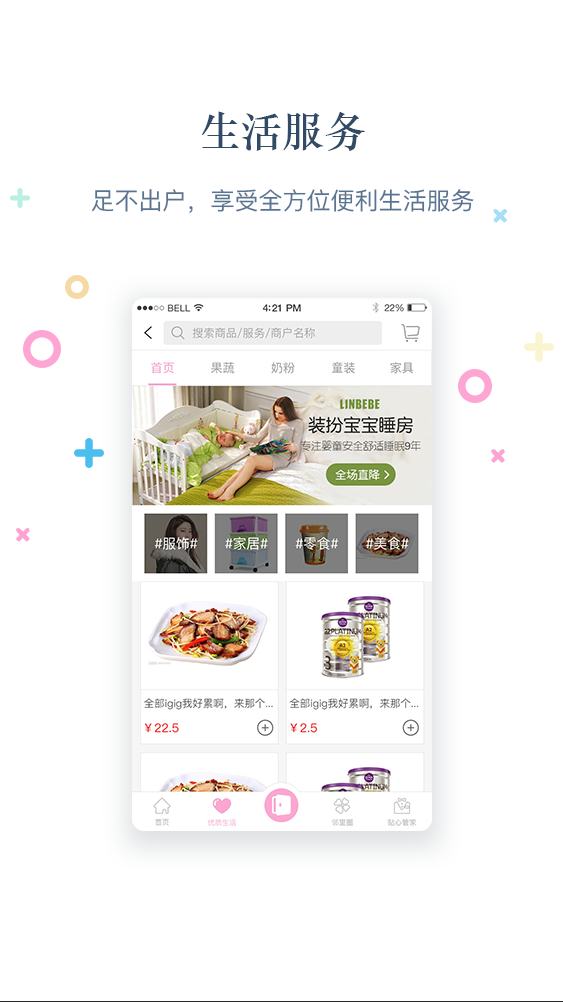 生活服务
足不出户，享受全方位便利生活服务
BELL 4:21 PM 22%
搜索商品/服务/商户名称
首页 果蔬 奶粉 童装 家具
LINBEBE
装扮宝宝睡房
专注婴童安全舒适睡眠9年
全场直降
#服饰# #家居# #零食# #美食#
PLATINUM
A2
3
全部igig我好累啊，来那个... 全部igig我好累啊，来那个...
¥22.5 ¥2.5
首页 优质生活 邻里圈 贴心管家